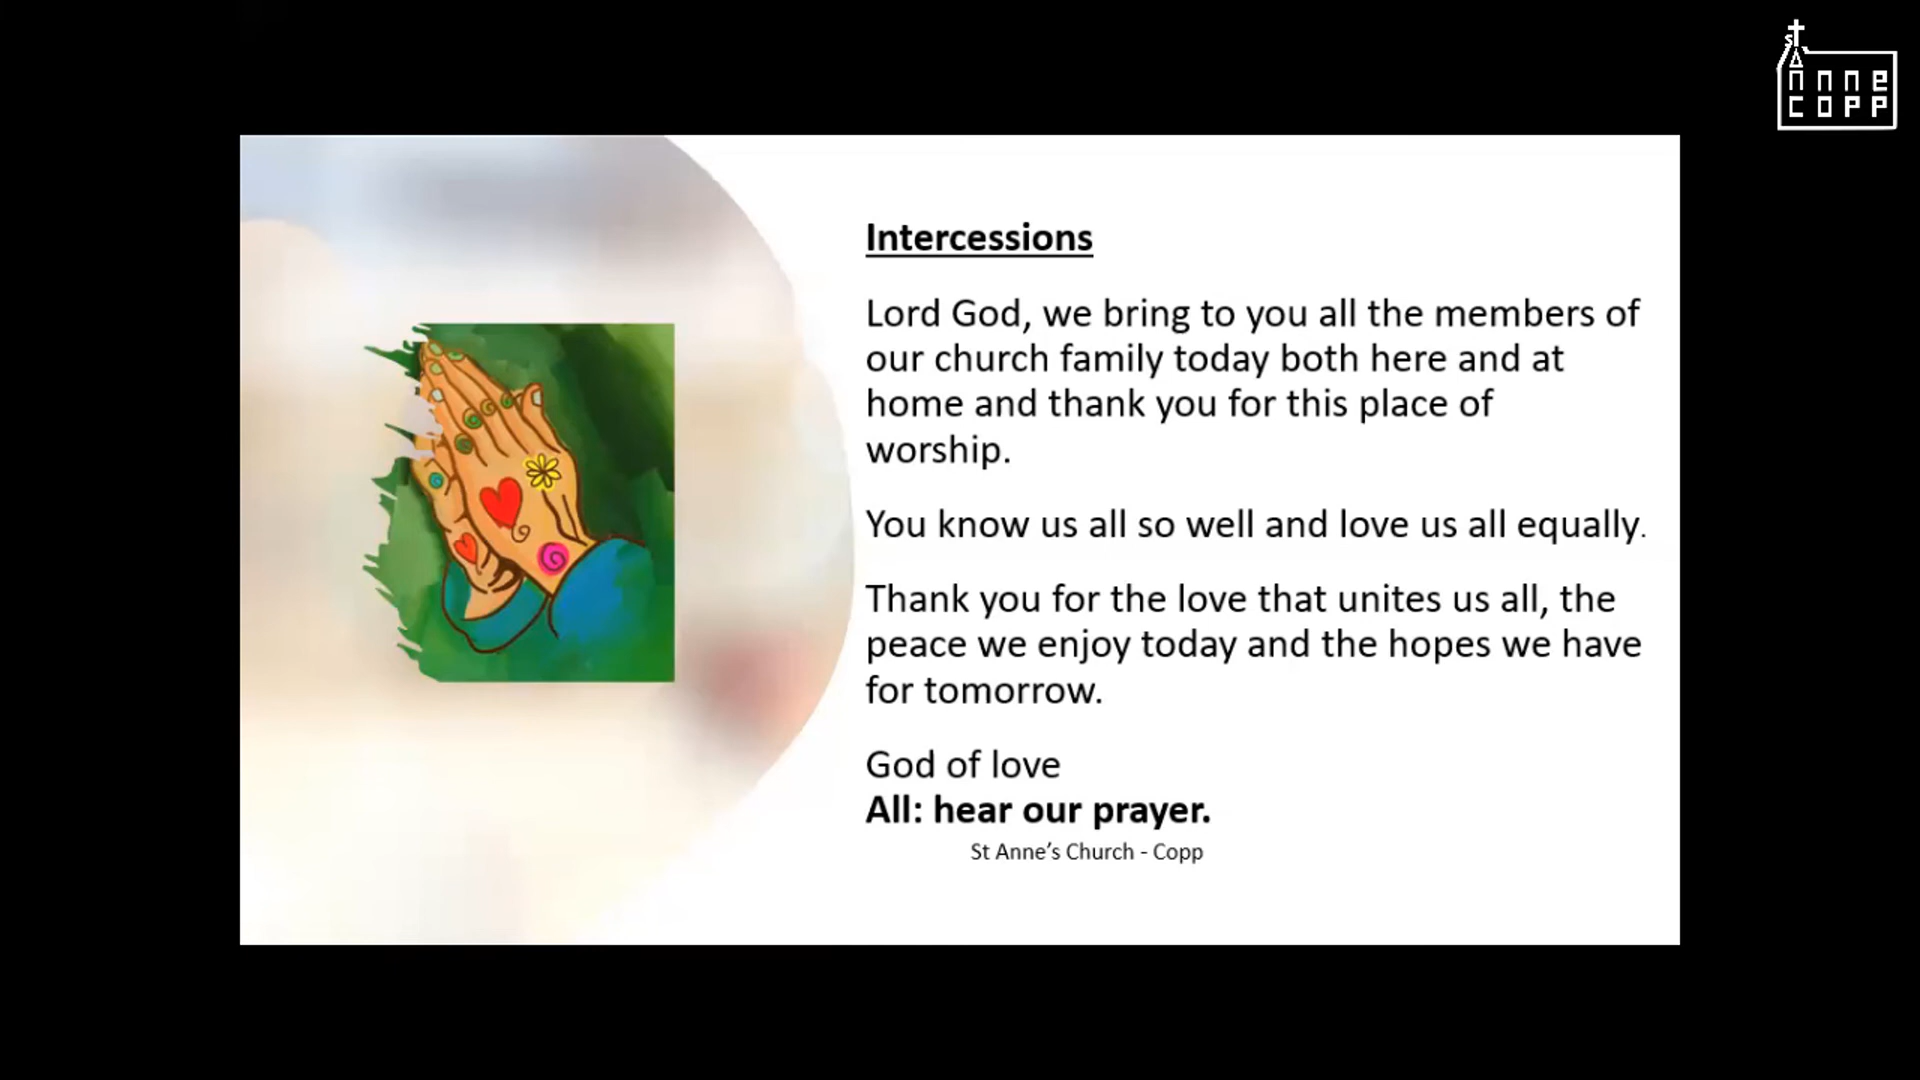 st
Anne
COPP
Intercessions
Lord God, we bring to you all the members of
our church family today both here and at
home and thank you for this place of
worship.
You know us all so well and love us all equally.
Thank you for the love that unites us all, the
peace we enjoy today and the hopes we have
for tomorrow.
God of love
All: hear our prayer.
St Anne’s Church - Copp